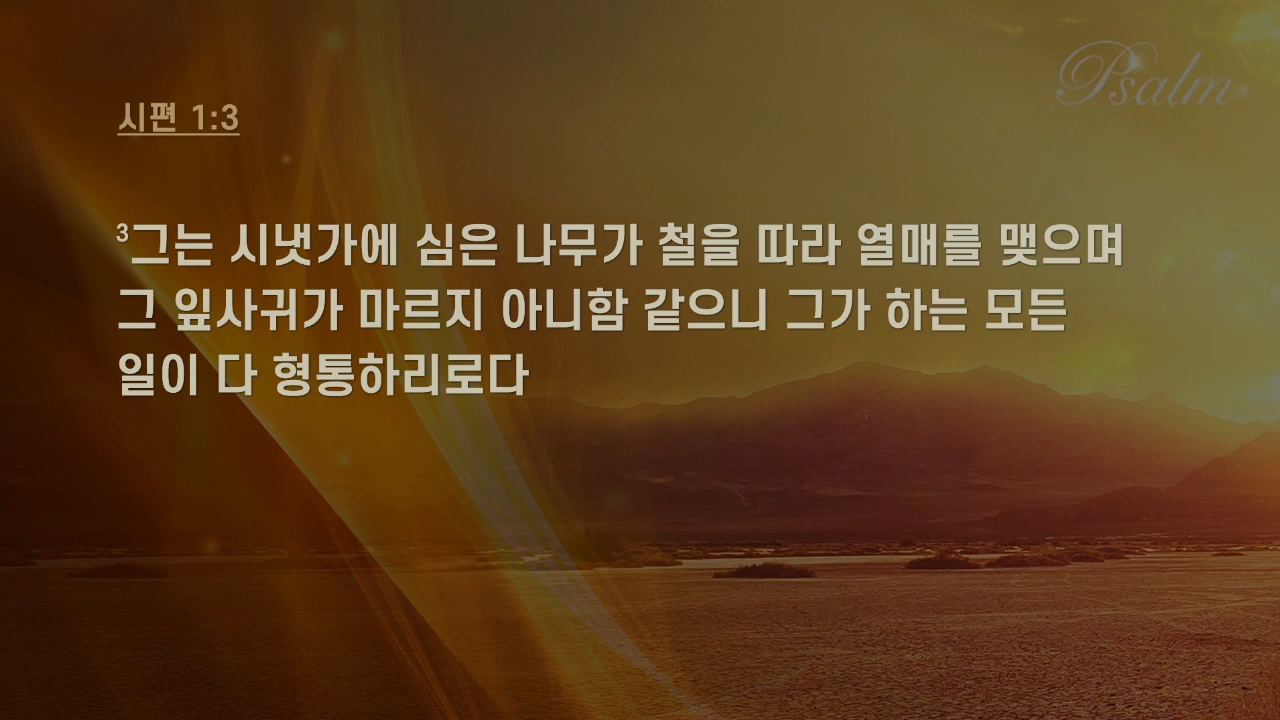 Psalm
시편 1:3
3그는 시냇가에 심은 나무가 철을 따라 열매를 맺으며
그 잎사귀가 마르지 아니함 같으니 그가 하는 모든
일이 다 형통하리로다